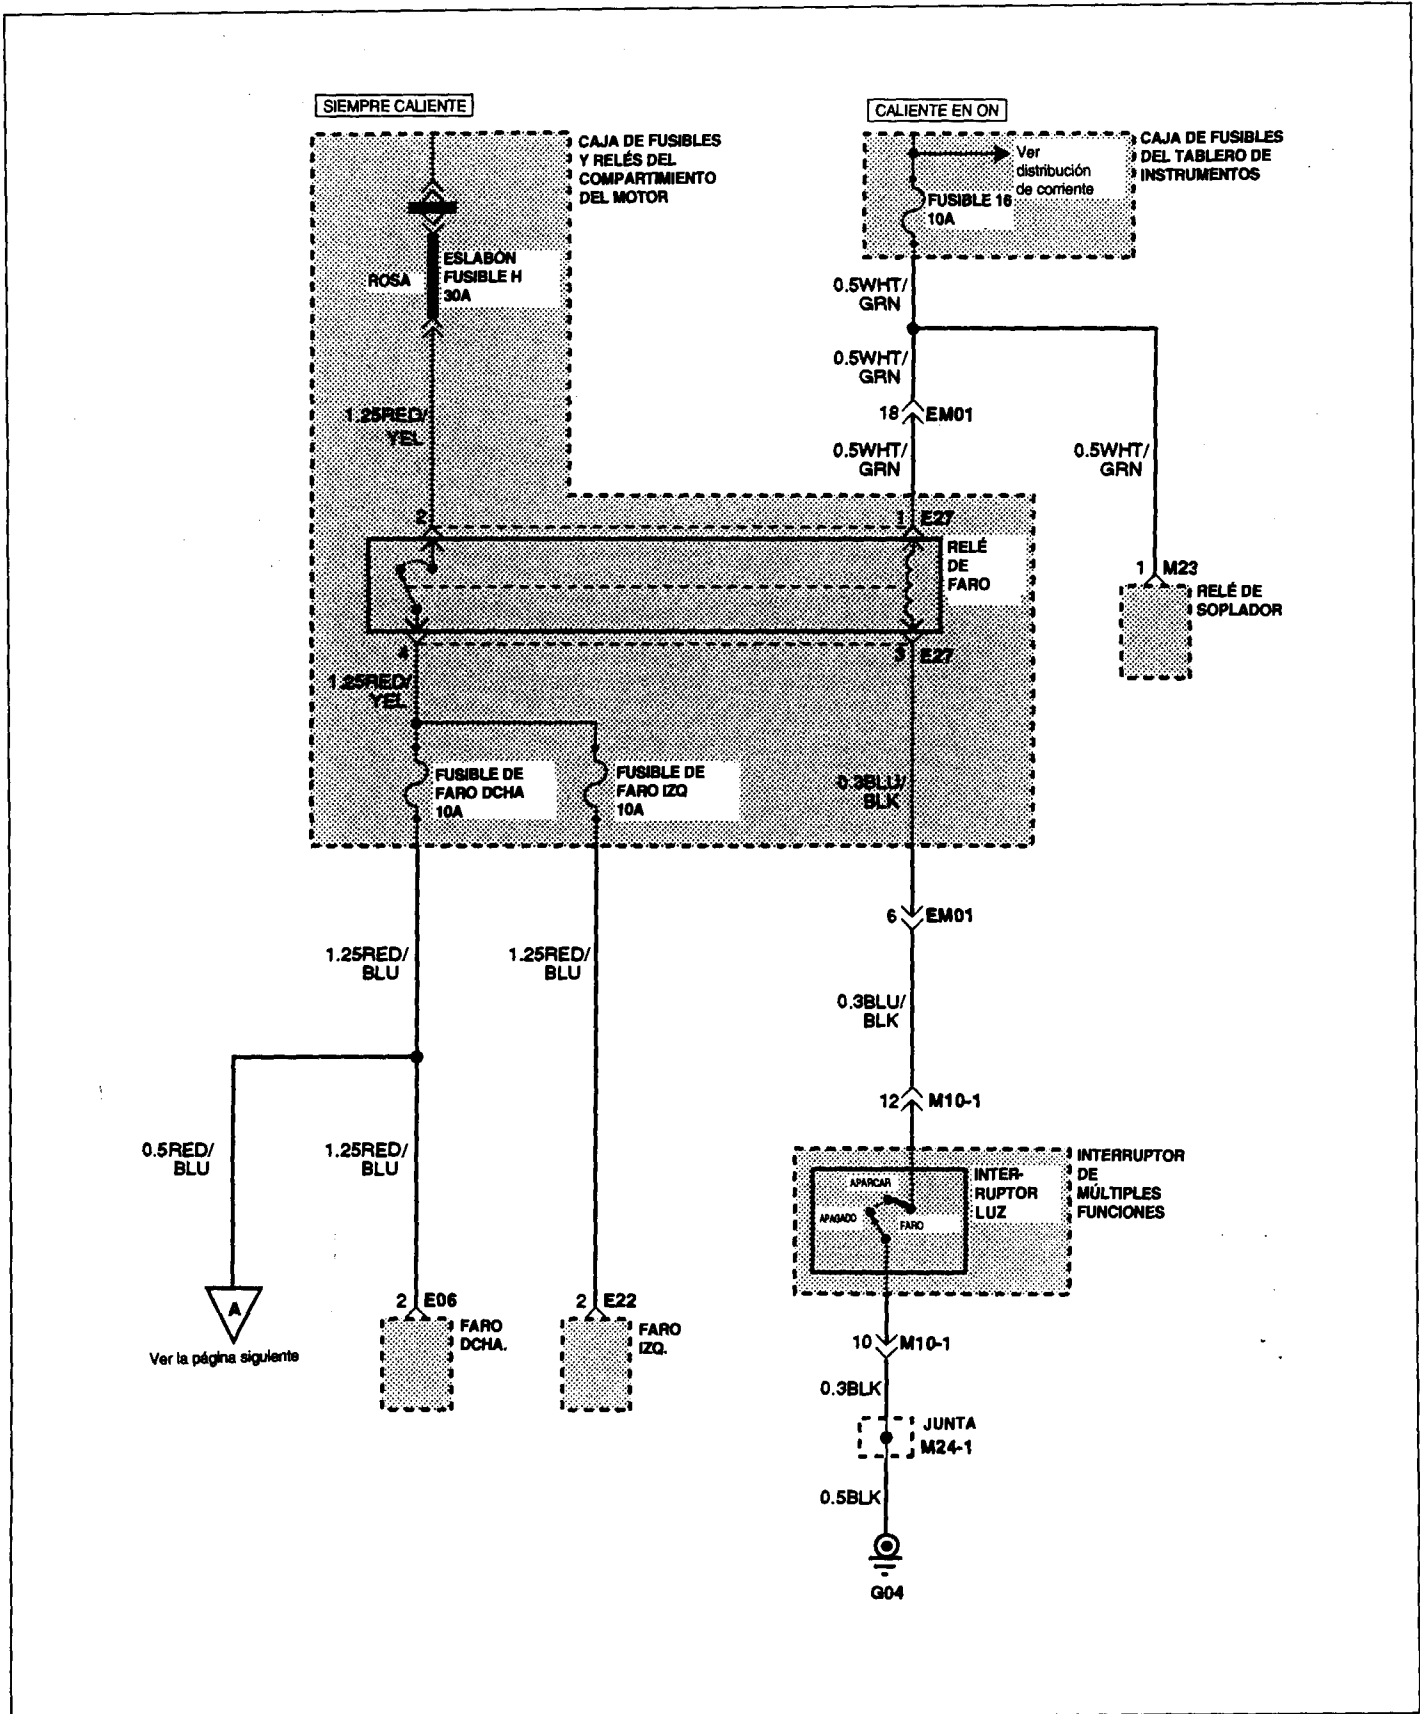 SIEMPRE CALIENTE
CALIENTE EN ON
CAJA DE FUSIBLES
Y RELÉS DEL
COMPARTIMIENTO
DEL MOTOR
Ver
distribución
de corriente
CAJA DE FUSIBLES
DEL TABLERO DE
INSTRUMENTOS
FUSIBLE 16
10A
ROSA
ESLABÓN
FUSIBLE H
30A
0.5WHT/
GRN
0.5WHT/
GRN
1.25RED/
YEL
18
EM01
0.5WHT/
GRN
0.5WHT/
GRN
2
1
E27
RELÉ
DE
FARO
1
M23
RELÉ DE
SOPLADOR
4
3
E27
1.25RED/
YEL
FUSIBLE DE
FARO DCHA
10A
FUSIBLE DE
FARO IZQ
10A
0.3BLU/
BLK
6
EM01
1.25RED/
BLU
1.25RED/
BLU
0.3BLU/
BLK
12
M10-1
0.5RED/
BLU
1.25RED/
BLU
INTERRUPTOR
DE
MÚLTIPLES
FUNCIONES
INTER-
RUPTOR
LUZ
APARCAR
APAGADO
FARO
A
Ver la página siguiente
2
E06
FARO
DCHA.
2
E22
FARO
IZQ.
10
M10-1
0.3BLK
JUNTA
M24-1
0.5BLK
G04